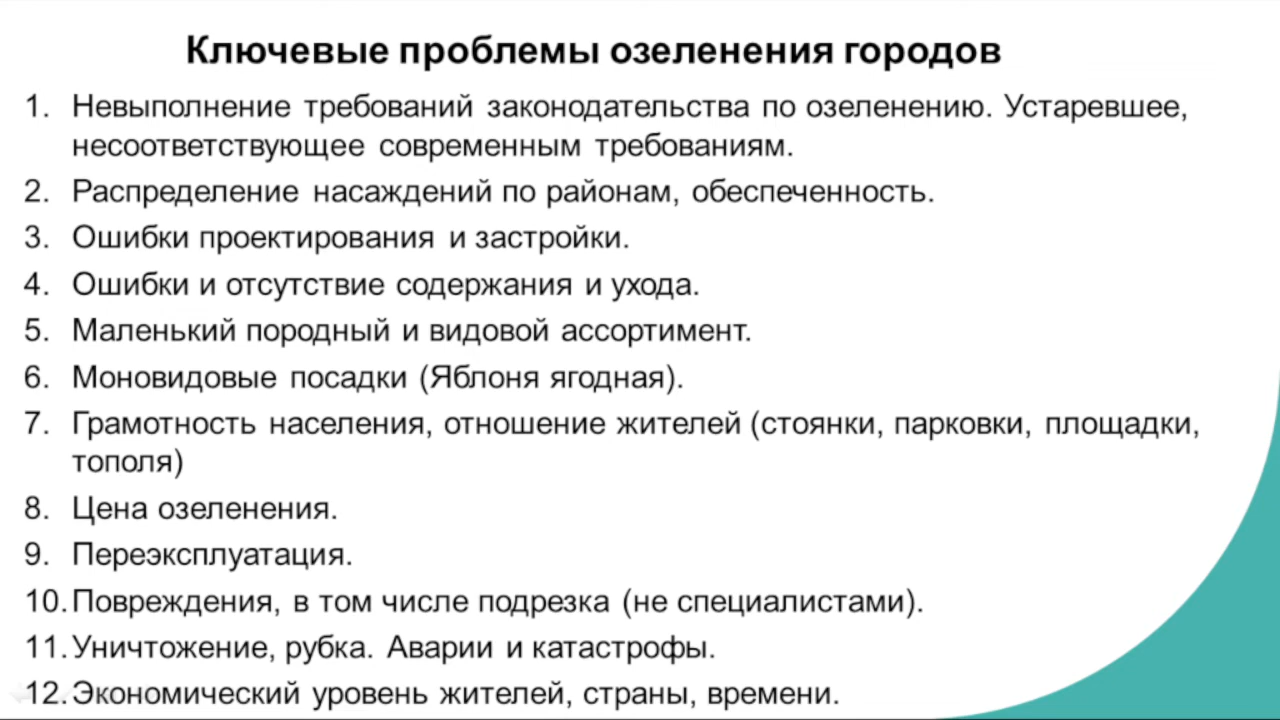 Ключевые проблемы озеленения городов
1. Невыполнение требований законодательства по озеленению. Устаревшее,
несоответствующее современным требованиям.
2. Распределение насаждений по районам, обеспеченность.
3. Ошибки проектирования и застройки.
4. Ошибки и отсутствие содержания и ухода.
5. Маленький породный и видовой ассортимент.
6. Моновидовые посадки (Яблоня ягодная).
7. Грамотность населения, отношение жителей (стоянки, парковки, площадки,
тополя)
8. Цена озеленения.
9. Переэксплуатация.
10. Повреждения, в том числе подрезка (не специалистами).
11. Уничтожение, рубка. Аварии и катастрофы.
12. Экономический уровень жителей, страны, времени.